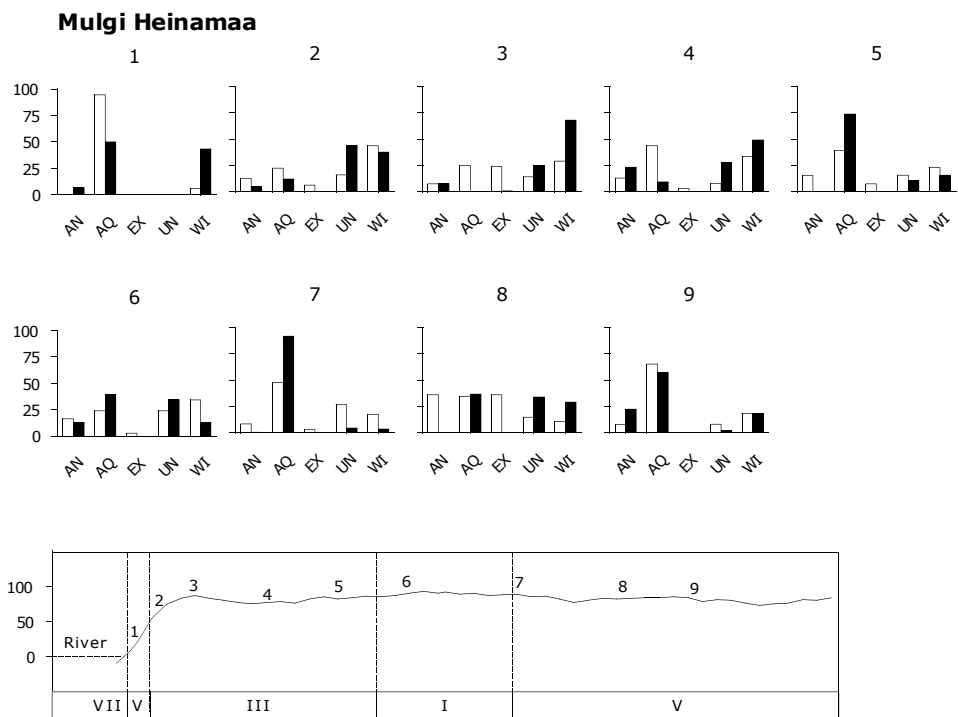 Mulgi Heinamaa
1 2 3 4 5
100
75
50
25
0
AN AQ EX UN WI AN AQ EX UN WI AN AQ EX UN WI AN AQ EX UN WI AN AQ EX UN WI
6 7 8 9
100
75
50
25
0
AN AQ EX UN WI AN AQ EX UN WI AN AQ EX UN WI AN AQ EX UN WI
100
50
0
River
1 2 3 4 5 6 7 8 9
VII V III I V